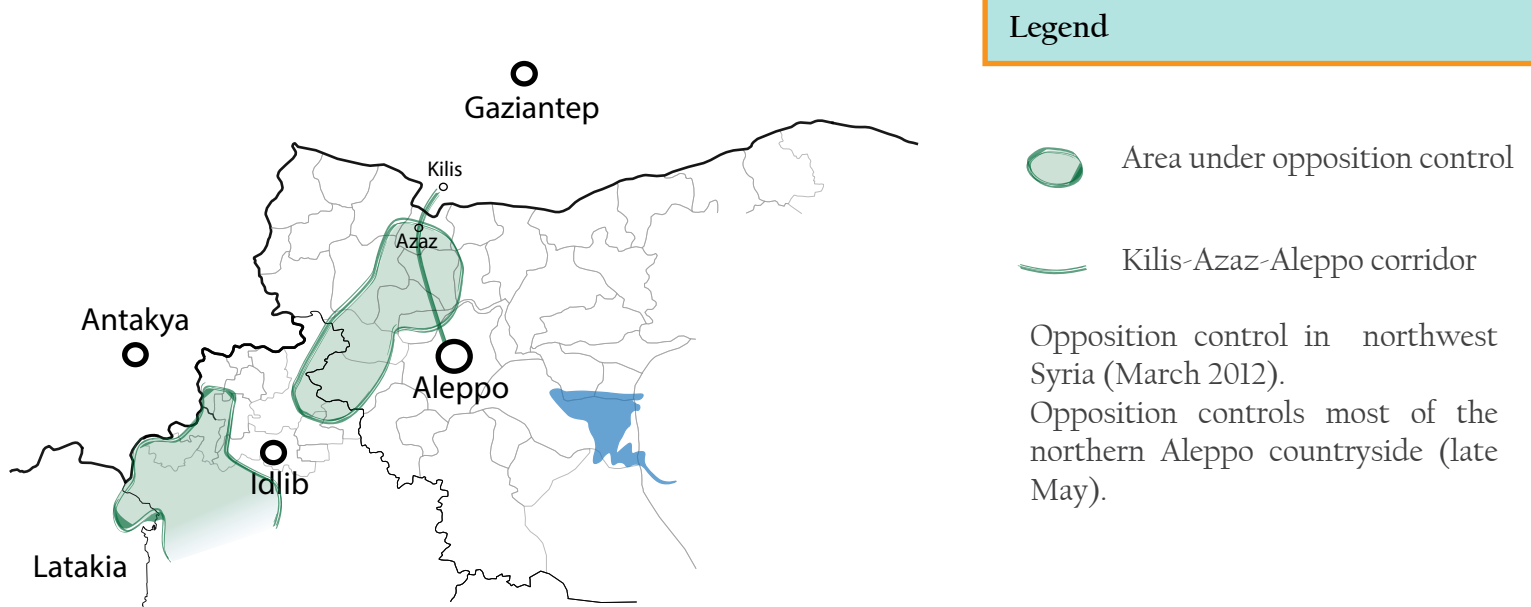 Legend
Gaziantep
Kilis
Azaz
Antakya
Aleppo
Idlib
Latakia
Area under opposition control
Kilis-Azaz-Aleppo corridor
Opposition control in northwest
Syria (March 2012).
Opposition controls most of the
northern Aleppo countryside (late
May).